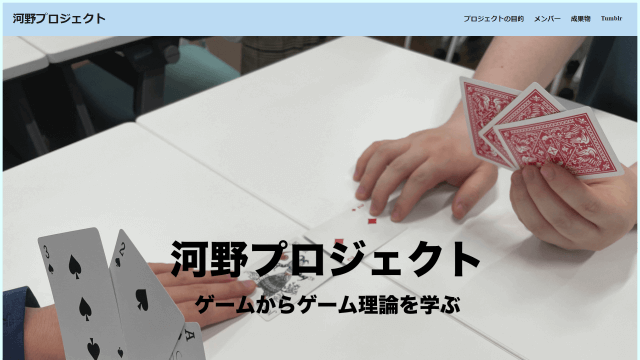 河野プロジェクト
プロジェクトの目的 メンバー 成果物 Tumblr
河野プロジェクト
ゲームからゲーム理論を学ぶ
3
2
A